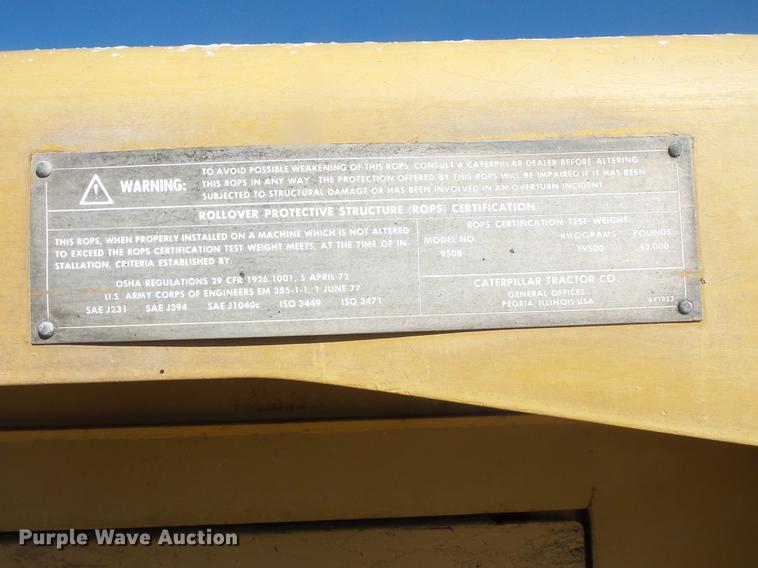 WARNING:
TO AVOID POSSIBLE WEAKENING OF THIS ROPS, CONSULT A CATERPILLAR DEALER BEFORE ALTERING
THIS ROPS IN ANY WAY. THE PROTECTION OFFERED BY THIS ROPS WILL BE IMPAIRED IF IT HAS BEEN
SUBJECTED TO STRUCTURAL DAMAGE OR HAS BEEN INVOLVED IN AN OVERTURN INCIDENT
ROLLOVER PROTECTIVE STRUCTURE (ROPS) CERTIFICATION
THIS ROPS, WHEN PROPERLY INSTALLED ON A MACHINE WHICH IS NOT ALTERED
TO EXCEED THE ROPS CERTIFICATION TEST WEIGHT MEETS, AT THE TIME OF IN-
STALLATION, CRITERIA ESTABLISHED BY:
OSHA REGULATIONS 29 CFR 1926.1001, 5 APRIL 72
U.S. ARMY CORPS OF ENGINEERS EM 385-1-1, 1 JUNE 77
SAE J231 SAE J394 SAE J1040c ISO 3449 ISO 3471
ROPS CERTIFICATION TEST WEIGHT
MODEL NO. KILOGRAMS POUNDS
950B 19500 43,000
CATERPILLAR TRACTOR CO.
GENERAL OFFICES
PEORIA, ILLINOIS USA 6V1252
Purple Wave Auction